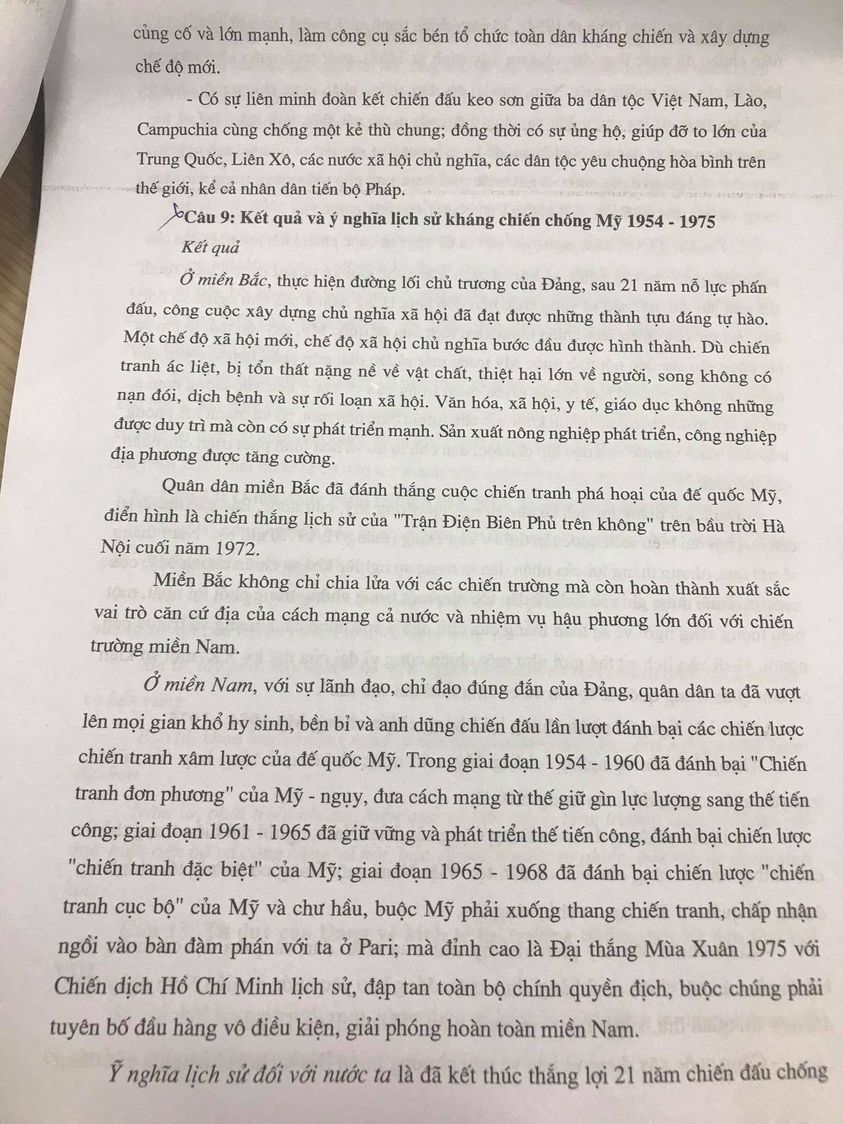 củng cố và lớn mạnh, làm công cụ sắc bén tổ chức toàn dân kháng chiến và xây dựng
chế độ mới.
- Có sự liên minh đoàn kết chiến đấu keo sơn giữa ba dân tộc Việt Nam, Lào,
Campuchia cùng chống một kẻ thù chung; đồng thời có sự ủng hộ, giúp đỡ to lớn của
Trung Quốc, Liên Xô, các nước xã hội chủ nghĩa, các dân tộc yêu chuộng hòa bình trên
thế giới, kể cả nhân dân tiến bộ Pháp.
Câu 9: Kết quả và ý nghĩa lịch sử kháng chiến chống Mỹ 1954 - 1975
Kết quả
Ở miền Bắc, thực hiện đường lối chủ trương của Đảng, sau 21 năm nỗ lực phấn
đấu, công cuộc xây dựng chủ nghĩa xã hội đã đạt được những thành tựu đáng tự hào.
Một chế độ xã hội mới, chế độ xã hội chủ nghĩa bước đầu được hình thành. Dù chiến
tranh ác liệt, bị tổn thất nặng nề về vật chất, thiệt hại lớn về người, song không có
nạn đói, dịch bệnh và sự rối loạn xã hội. Văn hóa, xã hội, y tế, giáo dục không những
được duy trì mà còn có sự phát triển mạnh. Sản xuất nông nghiệp phát triển, công nghiệp
địa phương được tăng cường.
Quân dân miền Bắc đã đánh thắng cuộc chiến tranh phá hoại của đế quốc Mỹ,
điển hình là chiến thắng lịch sử của "Trận Điện Biên Phủ trên không" trên bầu trời Hà
Nội cuối năm 1972.
Miền Bắc không chỉ chia lửa với các chiến trường mà còn hoàn thành xuất sắc
vai trò căn cứ địa của cách mạng cả nước và nhiệm vụ hậu phương lớn đối với chiến
trường miền Nam.
Ở miền Nam, với sự lãnh đạo, chỉ đạo đúng đắn của Đảng, quân dân ta đã vượt
lên mọi gian khổ hy sinh, bền bỉ và anh dũng chiến đấu lần lượt đánh bại các chiến lược
chiến tranh xâm lược của đế quốc Mỹ. Trong giai đoạn 1954 - 1960 đã đánh bại "Chiến
tranh đơn phương" của Mỹ - ngụy, đưa cách mạng từ thế giữ gìn lực lượng sang thế tiến
công; giai đoạn 1961 - 1965 đã giữ vững và phát triển thế tiến công, đánh bại chiến lược
"chiến tranh đặc biệt" của Mỹ; giai đoạn 1965 - 1968 đã đánh bại chiến lược "chiến
tranh cục bộ" của Mỹ và chư hầu, buộc Mỹ phải xuống thang chiến tranh, chấp nhận
ngồi vào bàn đàm phán với ta ở Pari; mà đỉnh cao là Đại thắng Mùa Xuân 1975 với
Chiến dịch Hồ Chí Minh lịch sử, đập tan toàn bộ chính quyền địch, buộc chúng phải
tuyên bố đầu hàng vô điều kiện, giải phóng hoàn toàn miền Nam.
Ỹ nghĩa lịch sử đối với nước ta là đã kết thúc thắng lợi 21 năm chiến đấu chống